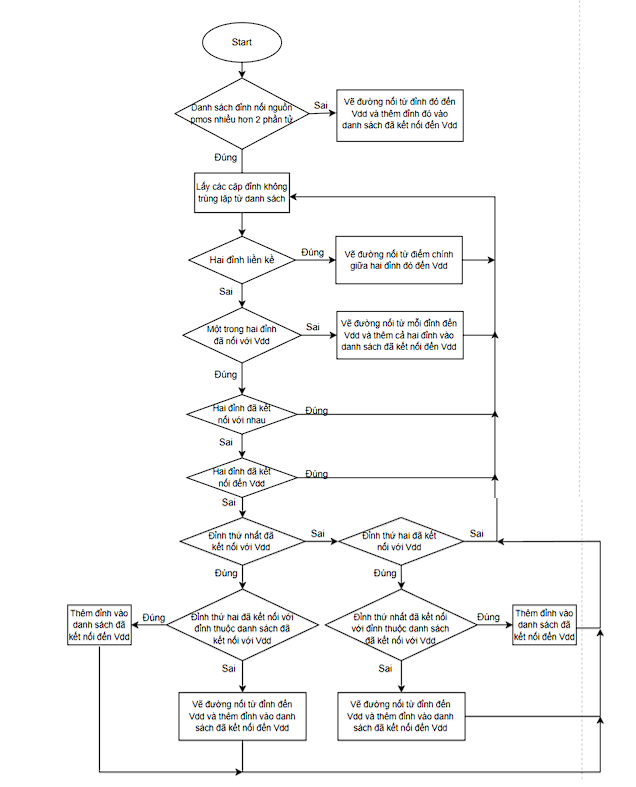 Start
Danh sách đỉnh nối nguồn
pmos nhiều hơn 2 phần tử
Sai
Vẽ đường nối từ đỉnh đó đến
Vdd và thêm đỉnh đó vào
danh sách đã kết nối đến Vdd
Đúng
Lấy các cặp đỉnh không
trùng lặp từ danh sách
Hai đỉnh liền kề
Đúng
Vẽ đường nối từ điểm chính
giữa hai đỉnh đó đến Vdd
Sai
Một trong hai đỉnh
đã nối với Vdd
Sai
Vẽ đường nối từ mỗi đỉnh đến
Vdd và thêm cả hai đỉnh vào
danh sách đã kết nối đến Vdd
Đúng
Hai đỉnh đã kết
nối với nhau
Đúng
Sai
Hai đỉnh đã kết
nối đến Vdd
Đúng
Sai
Đỉnh thứ nhất đã
kết nối với Vdd
Sai
Đỉnh thứ hai đã kết
nối với Vdd
Sai
Đúng
Đúng
Thêm đỉnh vào
danh sách đã
kết nối đến Vdd
Đúng
Đỉnh thứ hai đã kết nối với
đỉnh thuộc danh sách đã
kết nối với Vdd
Đỉnh thứ nhất đã kết nối
với đỉnh thuộc danh sách
đã kết nối với Vdd
Đúng
Thêm đỉnh vào
danh sách đã
kết nối đến Vdd
Sai
Sai
Vẽ đường nối từ đỉnh đến
Vdd và thêm đỉnh vào danh
sách đã kết nối đến Vdd
Vẽ đường nối từ đỉnh đến
Vdd và thêm đỉnh vào danh
sách đã kết nối đến Vdd